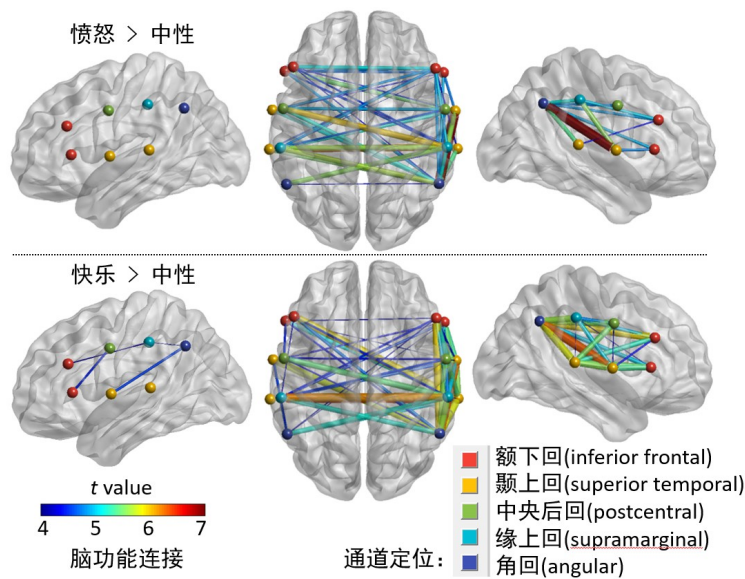 愤怒 > 中性
快乐 > 中性
t value
4 5 6 7
脑功能连接
通道定位：
额下回(inferior frontal)
颞上回(superior temporal)
中央后回(postcentral)
缘上回(supramarginal)
角回(angular)